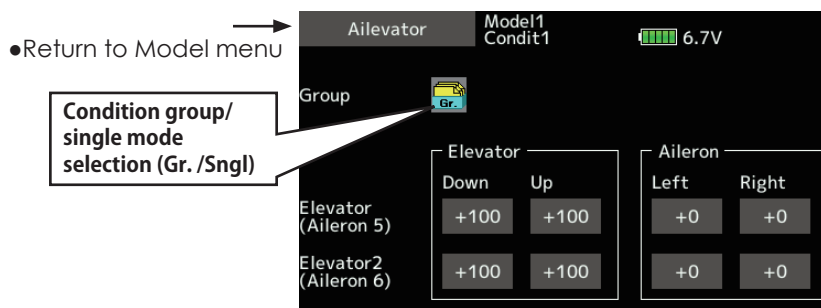 ●Return to Model menu
Ailevator
Model1
Condit1
6.7V
Group
Gr.
Condition group/
single mode
selection (Gr. /Sngl)
Elevator
Aileron
Down Up Left Right
Elevator
(Aileron 5)
+100 +100 +0 +0
Elevator2
(Aileron 6)
+100 +100 +0 +0